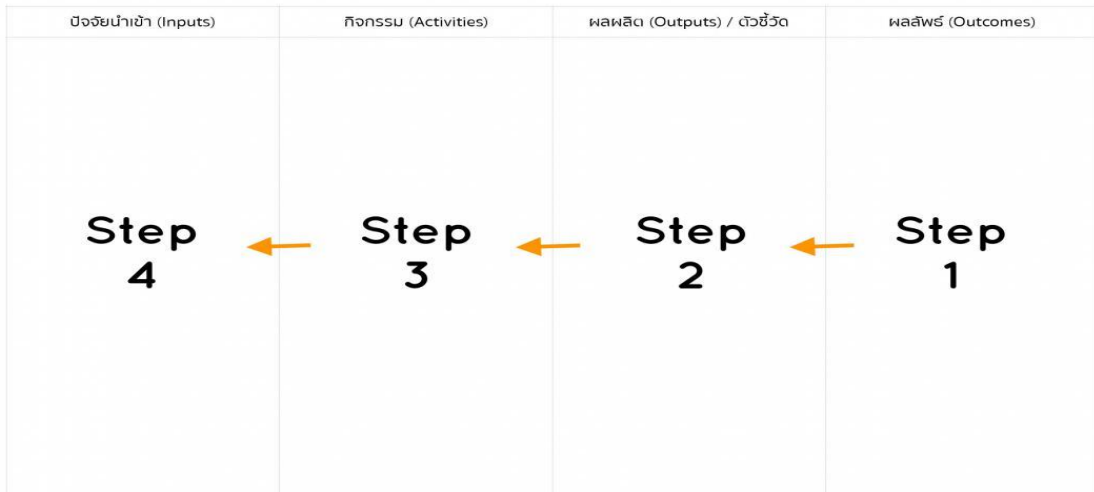 ปัจจัยนำเข้า (Inputs)
กิจกรรม (Activities)
ผลผลิต (Outputs) / ตัวชี้วัด
ผลลัพธ์ (Outcomes)
Step
4
Step
3
Step
2
Step
1